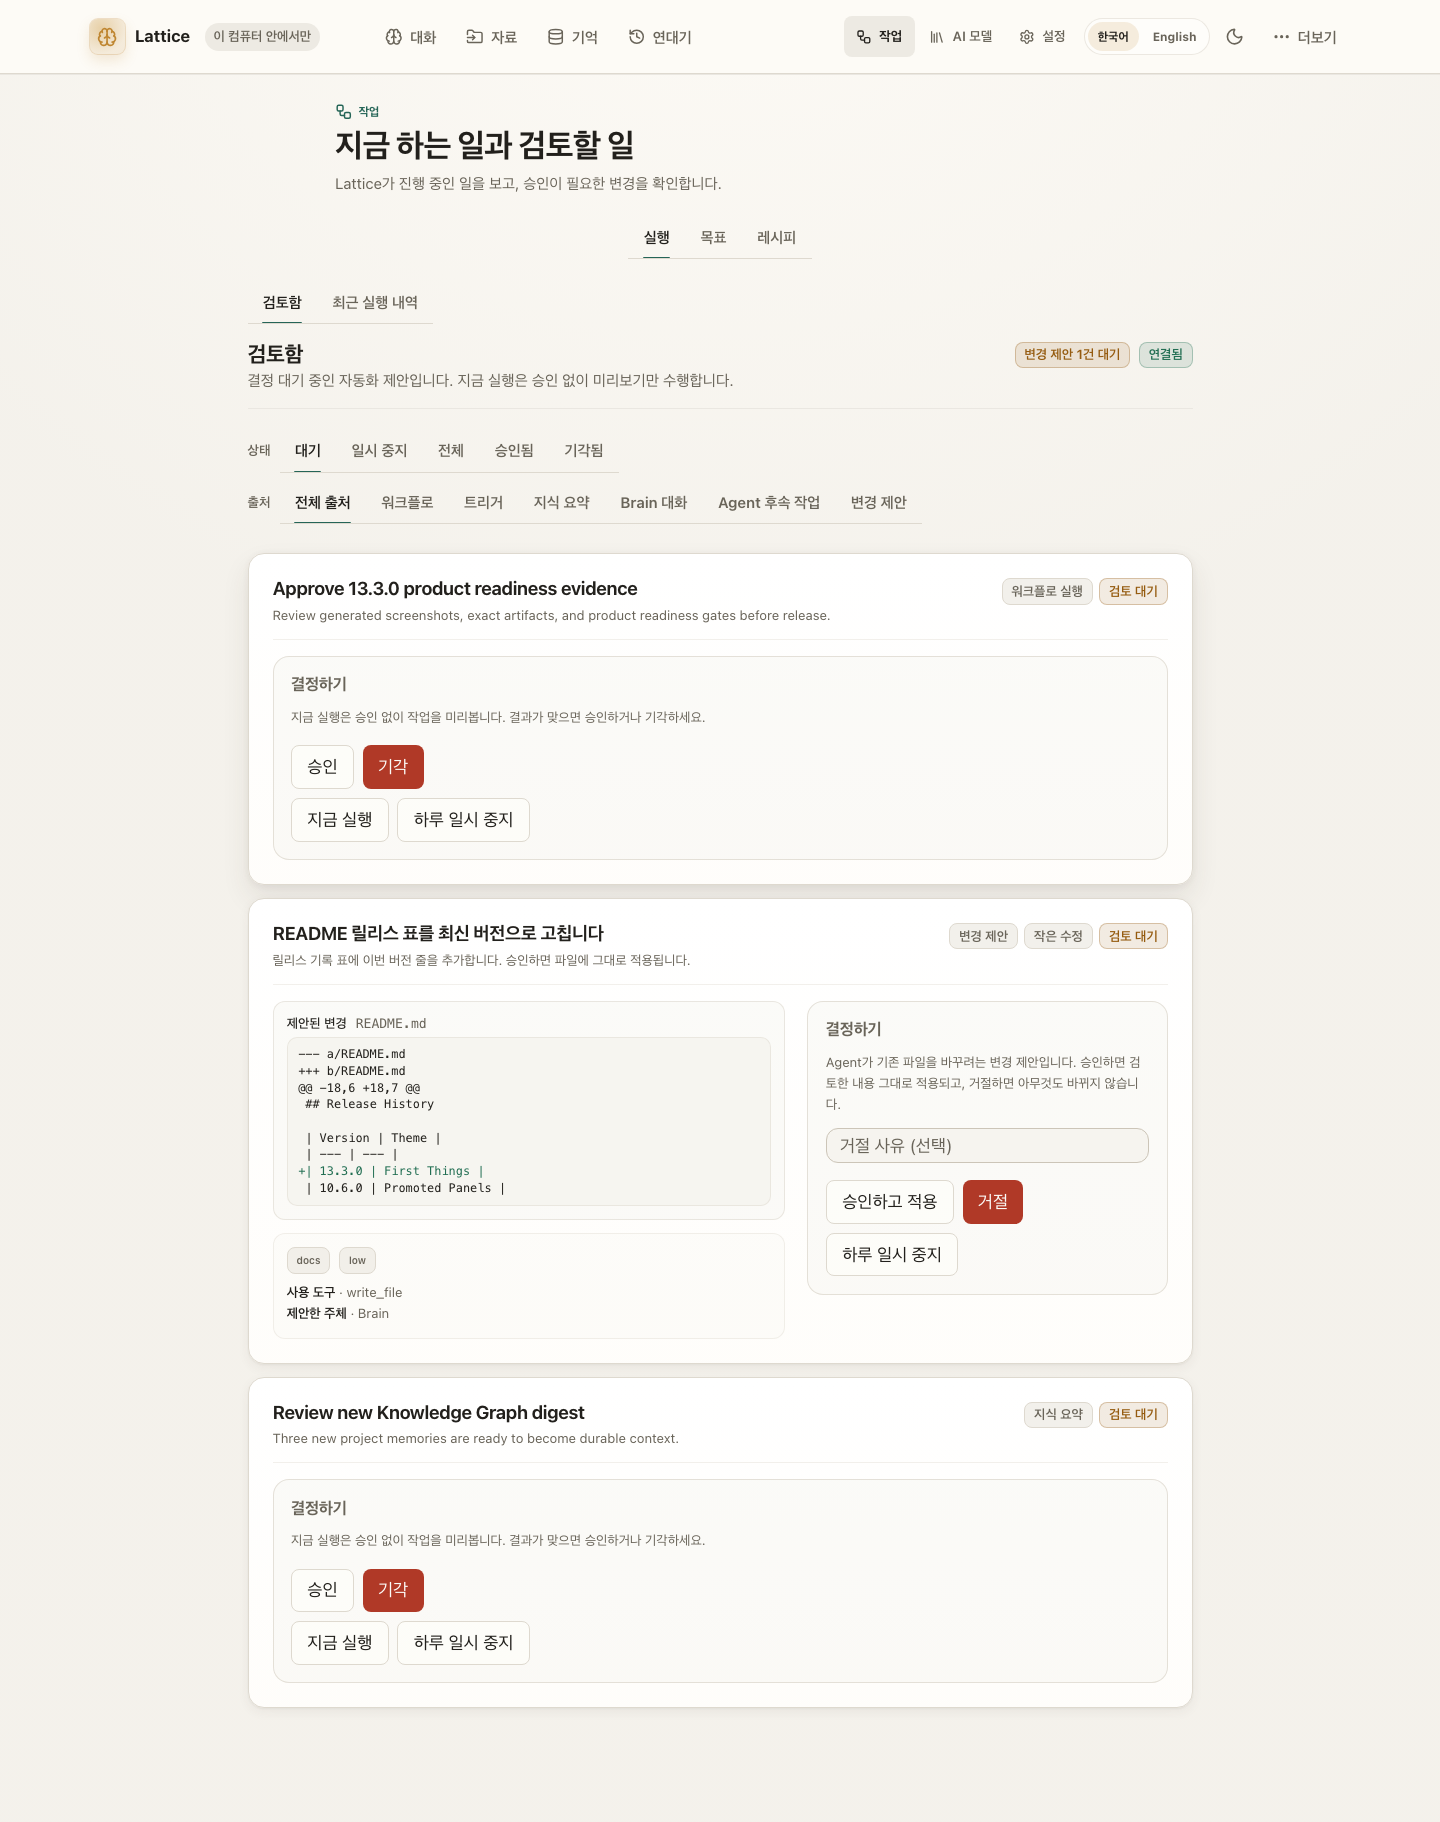 Lattice
이 컴퓨터 안에서만
대화
자료
기억
연대기
작업
AI 모델
설정
한국어
English
더보기
작업
지금 하는 일과 검토할 일
Lattice가 진행 중인 일을 보고, 승인이 필요한 변경을 확인합니다.
실행
목표
레시피
검토함
최근 실행 내역
검토함
변경 제안 1건 대기
연결됨
결정 대기 중인 자동화 제안입니다. 지금 실행은 승인 없이 미리보기만 수행합니다.
상태
대기
일시 중지
전체
승인됨
기각됨
출처
전체 출처
워크플로
트리거
지식 요약
Brain 대화
Agent 후속 작업
변경 제안
Approve 13.3.0 product readiness evidence
워크플로 실행
검토 대기
Review generated screenshots, exact artifacts, and product readiness gates before release.
결정하기
지금 실행은 승인 없이 작업을 미리봅니다. 결과가 맞으면 승인하거나 기각하세요.
승인
기각
지금 실행
하루 일시 중지
README 릴리스 표를 최신 버전으로 고칩니다
변경 제안
작은 수정
검토 대기
릴리스 기록 표에 이번 버전 줄을 추가합니다. 승인하면 파일에 그대로 적용됩니다.
제안된 변경 README.md
--- a/README.md
+++ b/README.md
@@ -18,6 +18,7 @@
## Release History
| Version | Theme |
| --- | --- |
+| 13.3.0 | First Things |
| 10.6.0 | Promoted Panels |
docs
low
사용 도구 · write_file
제안한 주체 · Brain
결정하기
Agent가 기존 파일을 바꾸려는 변경 제안입니다. 승인하면 검
토한 내용 그대로 적용되고, 거절하면 아무것도 바뀌지 않습니
다.
거절 사유 (선택)
승인하고 적용
거절
하루 일시 중지
Review new Knowledge Graph digest
지식 요약
검토 대기
Three new project memories are ready to become durable context.
결정하기
지금 실행은 승인 없이 작업을 미리봅니다. 결과가 맞으면 승인하거나 기각하세요.
승인
기각
지금 실행
하루 일시 중지